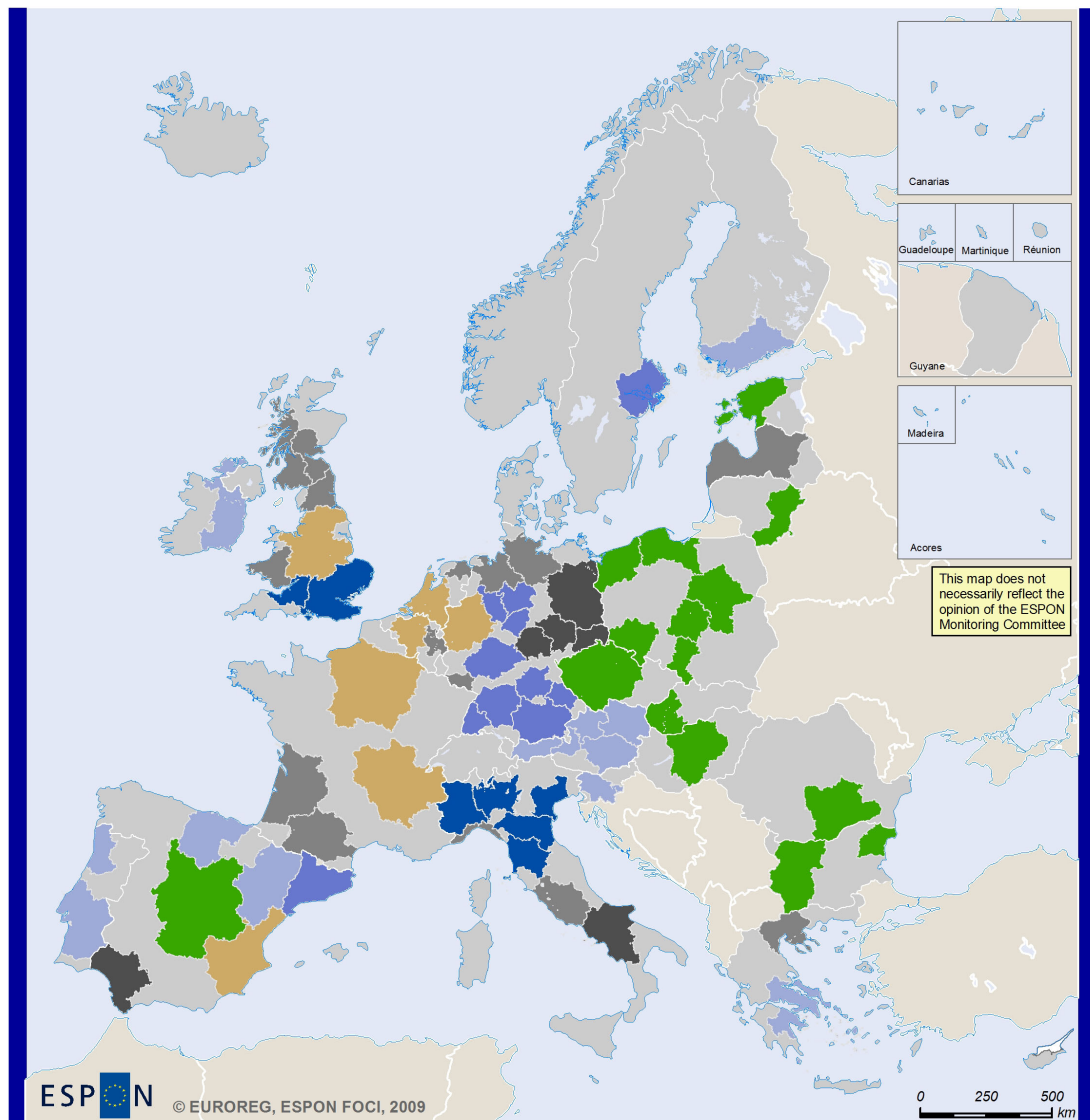 Canarias
Guadeloupe
Martinique
Réunion
Guyane
Madeira
Acores
This map does not
necessarily reflect the
opinion of the ESPON
Monitoring Committee
ESPON
© EUROREG, ESPON FOCI, 2009
0 250 500
km